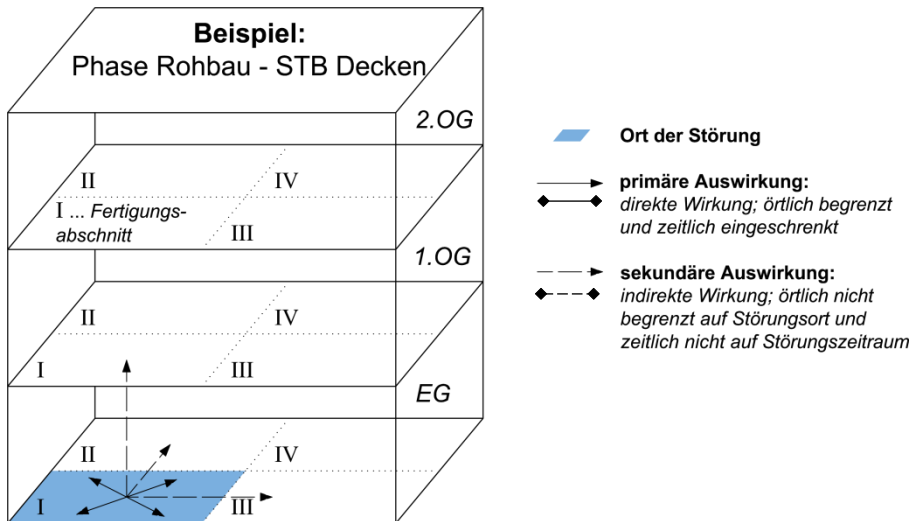 Beispiel:
Phase Rohbau - STB Decken
2.OG
II
IV
I ... Fertigungs-
abschnitt
III
1.OG
II
IV
I
III
EG
II
IV
I
III
Ort der Störung
primäre Auswirkung:
direkte Wirkung; örtlich begrenzt
und zeitlich eingeschrenkt
sekundäre Auswirkung:
indirekte Wirkung; örtlich nicht
begrenzt auf Störungsort und
zeitlich nicht auf Störungszeitraum